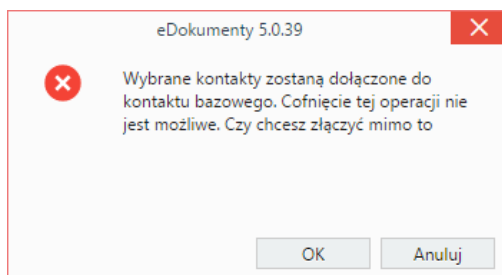 eDokumenty 5.0.39
Wybrane kontakty zostaną dołączone do
kontaktu bazowego. Cofnięcie tej operacji nie
jest możliwe. Czy chcesz złączyć mimo to
OK
Anuluj